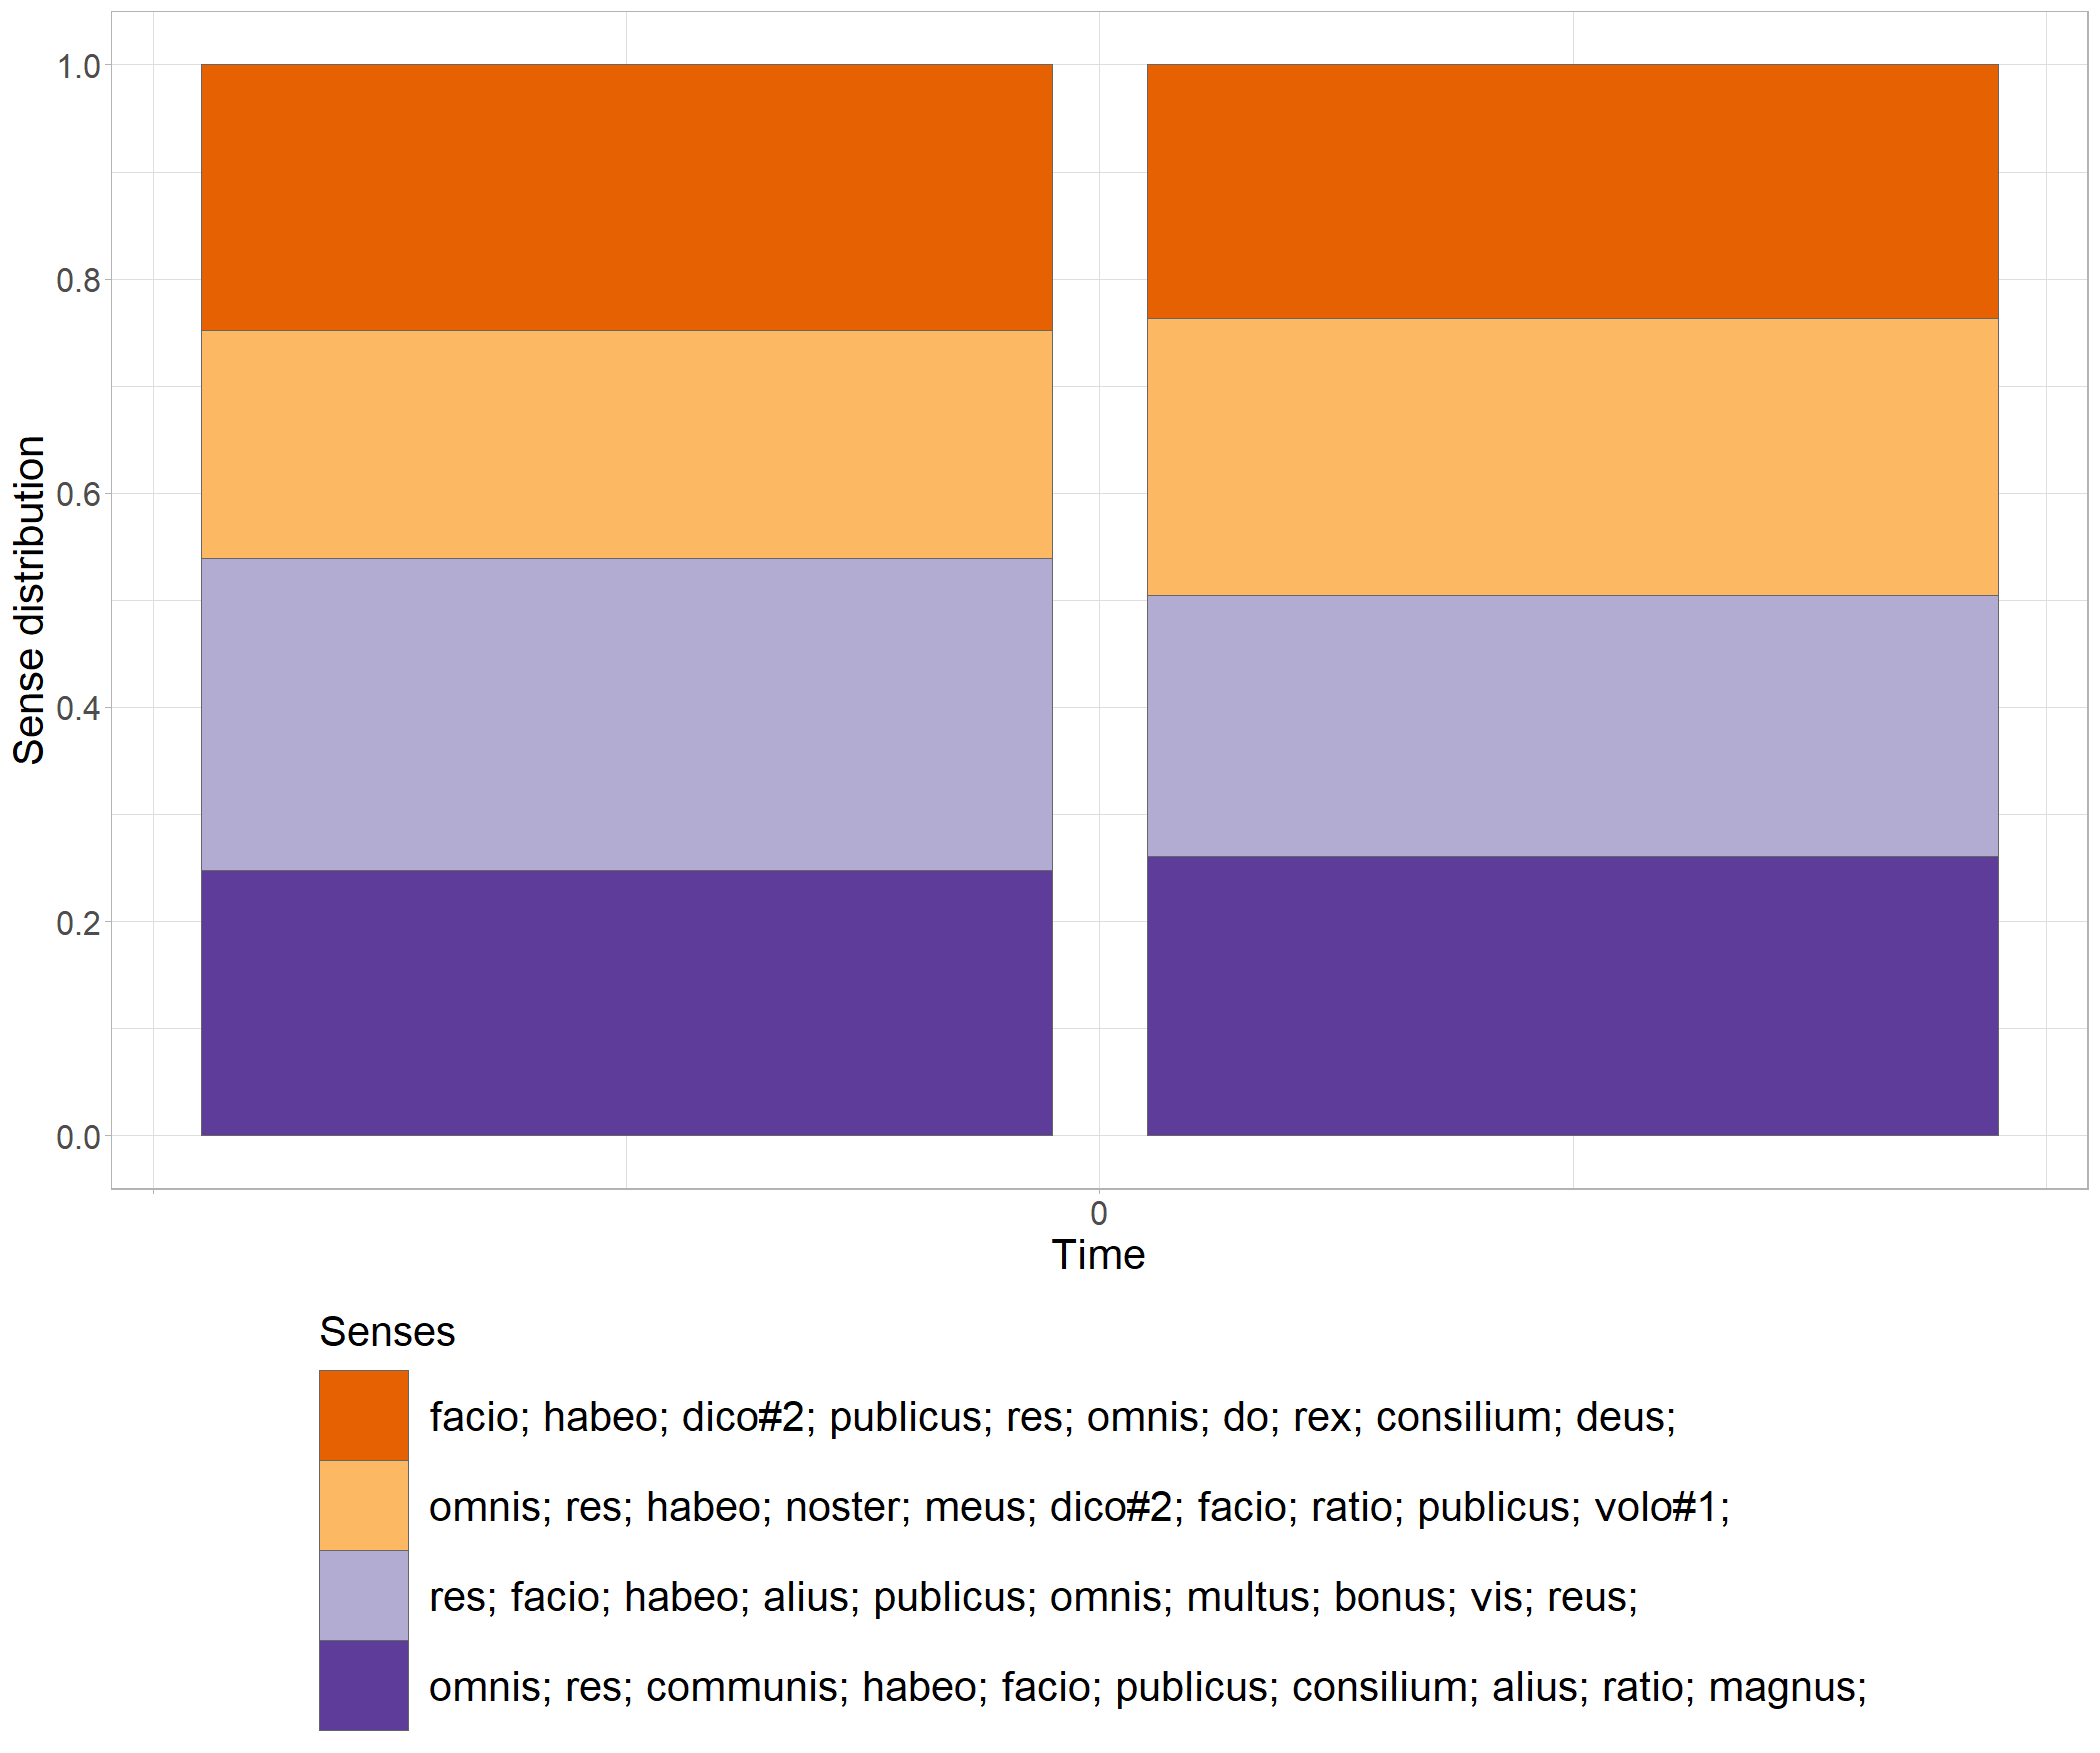 1.0
0.8
0.6
0.4
0.2
0.0
Sense distribution
0
Time
Senses
facio; habeo; dico#2; publicus; res; omnis; do; rex; consilium; deus;
omnis; res; habeo; noster; meus; dico#2; facio; ratio; publicus; volo#1;
res; facio; habeo; alius; publicus; omnis; multus; bonus; vis; reus;
omnis; res; communis; habeo; facio; publicus; consilium; alius; ratio; magnus;